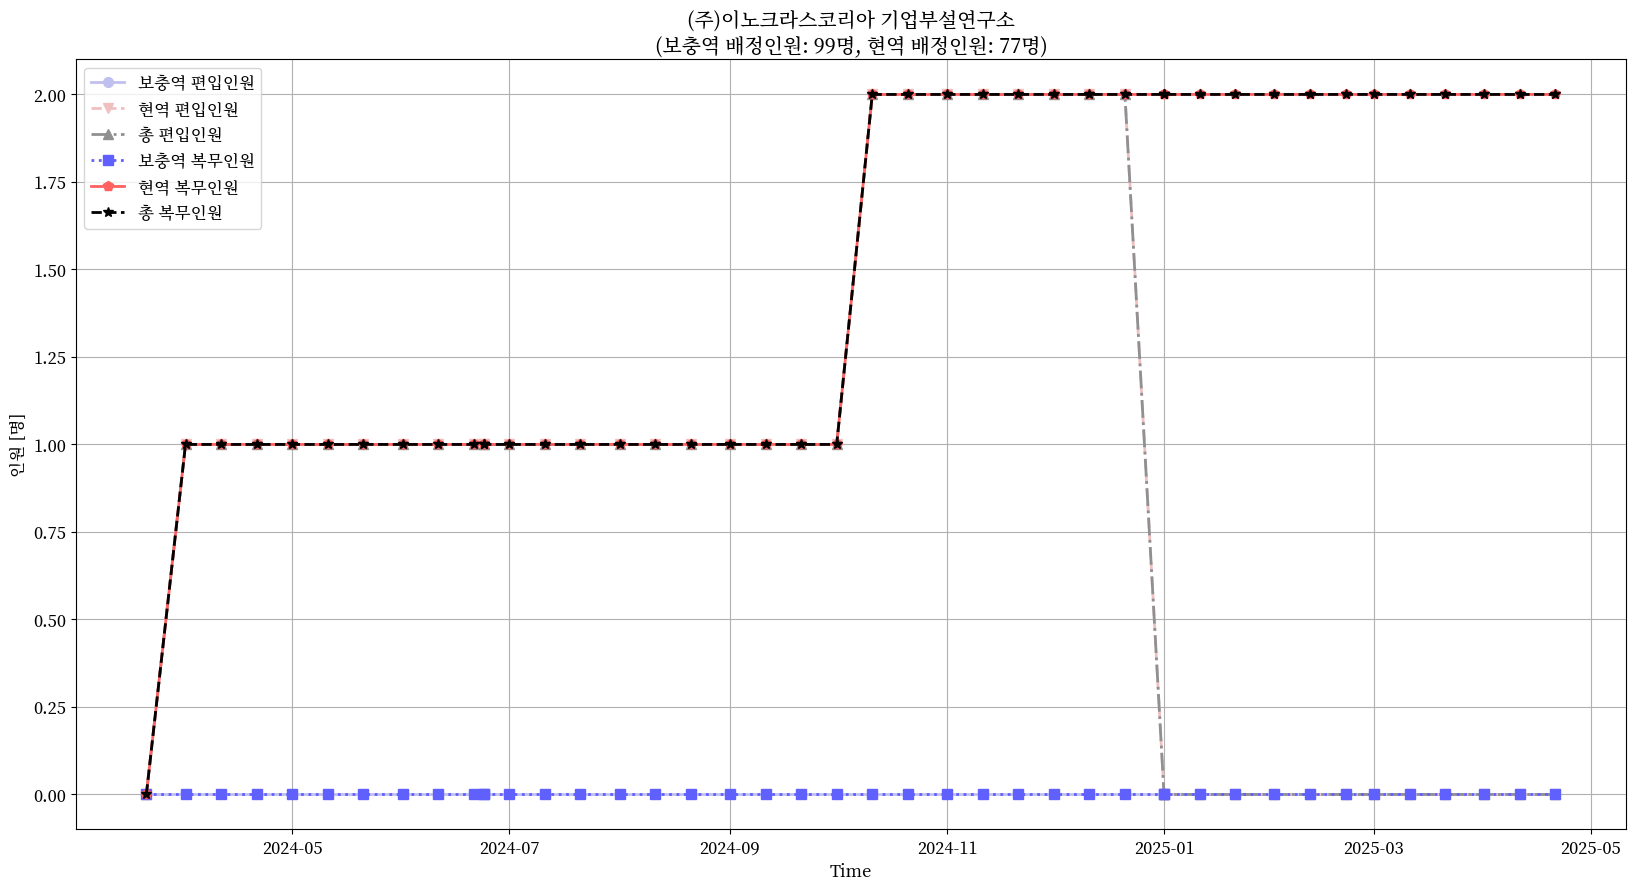 (주)이노크라스코리아 기업부설연구소
(보충역 배정인원: 99명, 현역 배정인원: 77명)
보충역 편입인원
현역 편입인원
총 편입인원
보충역 복무인원
현역 복무인원
총 복무인원
인원 [명]
2.00
1.75
1.50
1.25
1.00
0.75
0.50
0.25
0.00
2024-05 2024-07 2024-09 2024-11 2025-01 2025-03 2025-05
Time